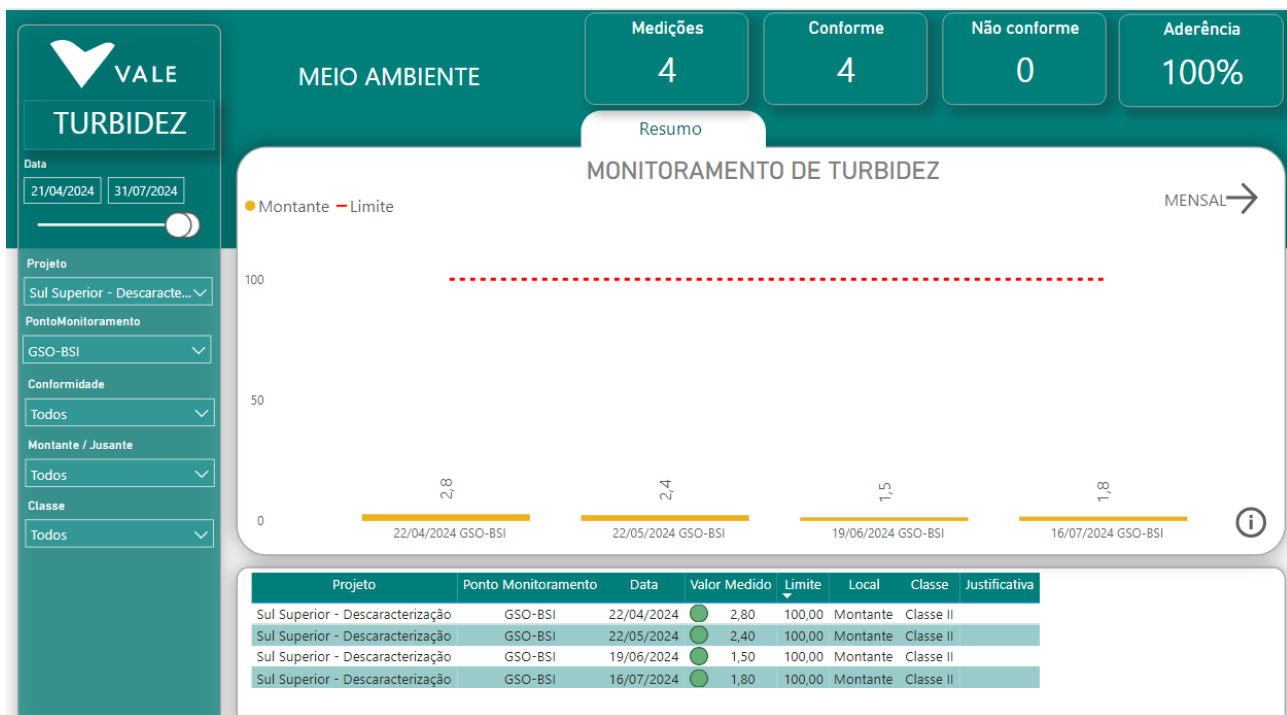 VALE
TURBIDEZ
Data
21/04/2024 31/07/2024
Projeto
Sul Superior - Descaracte...
PontoMonitoramento
GSO-BSI
Conformidade
Todos
Montante / Jusante
Todos
Classe
Todos
MEIO AMBIENTE
Medições
4
Conforme
4
Não conforme
0
Aderência
100%
Resumo
MONITORAMENTO DE TURBIDEZ
Montante Limite
MENSAL
100
50
0
2,8 2,4 1,5 1,8
22/04/2024 GSO-BSI 22/05/2024 GSO-BSI 19/06/2024 GSO-BSI 16/07/2024 GSO-BSI
Projeto Ponto Monitoramento Data Valor Medido Limite Local Classe Justificativa
Sul Superior - Descaracterização GSO-BSI 22/04/2024 2,80 100,00 Montante Classe II
Sul Superior - Descaracterização GSO-BSI 22/05/2024 2,40 100,00 Montante Classe II
Sul Superior - Descaracterização GSO-BSI 19/06/2024 1,50 100,00 Montante Classe II
Sul Superior - Descaracterização GSO-BSI 16/07/2024 1,80 100,00 Montante Classe II